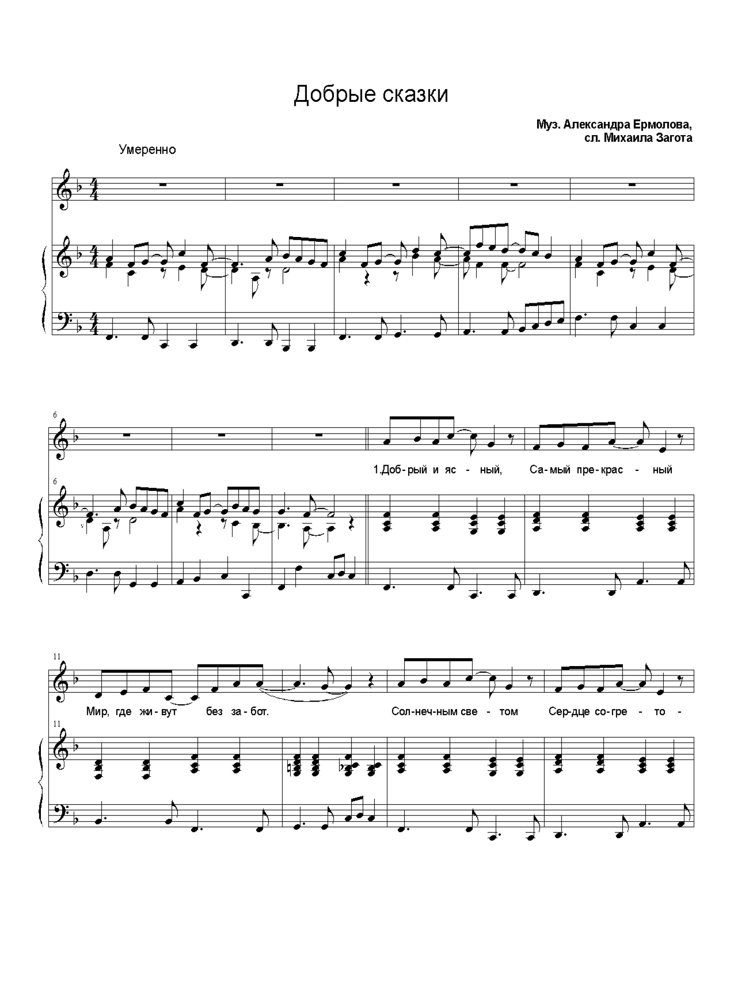 Добрые сказки
Муз. Александра Ермолова,
сл. Михаила Загота
Умеренно
6
1.Доб-рый и яс - ный, Са-мый пре-крас - ный
6
11
Мир, где жи-вут без за-бот. Сол-неч-ным све - том Сер-дце со-гре - то -
11